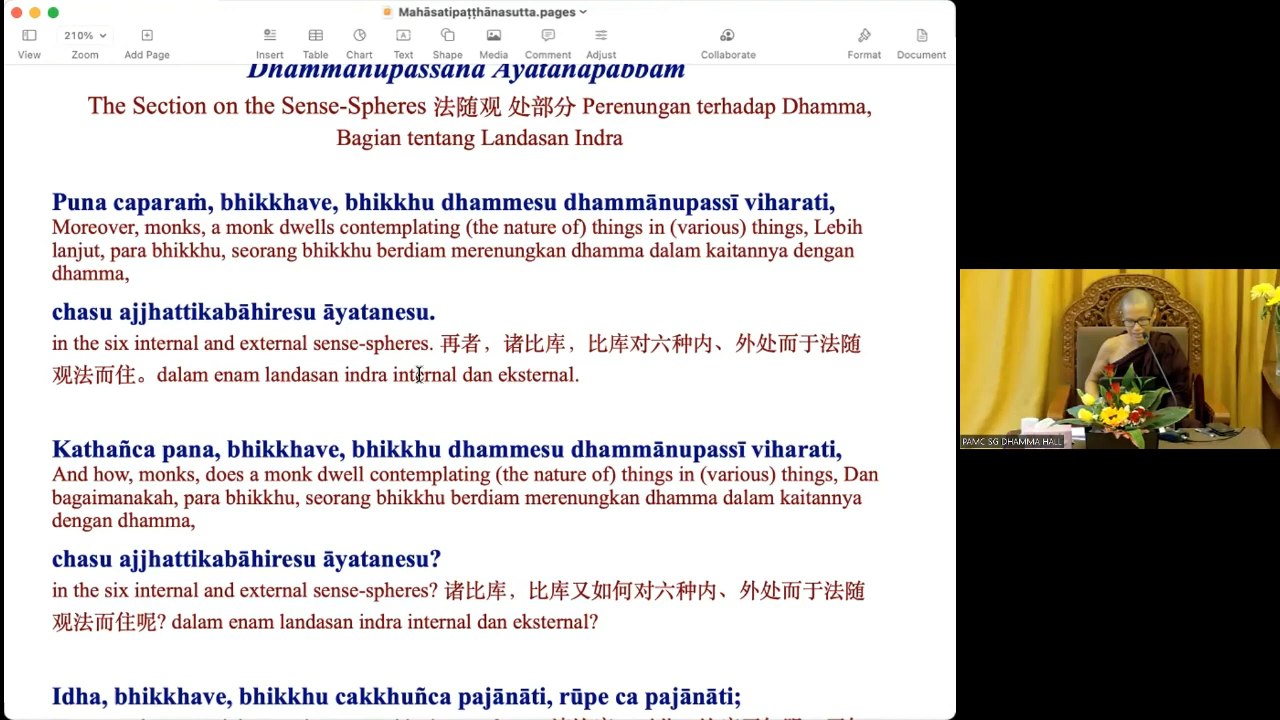 Mahāsatipaṭṭhānasutta.pages
210%
View
Zoom
Add Page
Insert
Table
Chart
Text
Shape
Media
Comment
Adjust
Collaborate
Format
Document
Dhammānupassanā Āyatanapabbaṁ
The Section on the Sense-Spheres 法随观 处部分 Perenungan terhadap Dhamma,
Bagian tentang Landasan Indra
Puna caparaṁ, bhikkhave, bhikkhu dhammesu dhammānupassī viharati,
Moreover, monks, a monk dwells contemplating (the nature of) things in (various) things, Lebih
lanjut, para bhikkhu, seorang bhikkhu berdiam merenungkan dhamma dalam kaitannya dengan
dhamma,
chasu ajjhattikabāhiresu āyatanesu.
in the six internal and external sense-spheres. 再者，诸比库，比库对六种内、外处而于法随
观法而住。dalam enam landasan indra internal dan eksternal.
Kathañca pana, bhikkhave, bhikkhu dhammesu dhammānupassī viharati,
And how, monks, does a monk dwell contemplating (the nature of) things in (various) things, Dan
bagaimanakah, para bhikkhu, seorang bhikkhu berdiam merenungkan dhamma dalam kaitannya
dengan dhamma,
chasu ajjhattikabāhiresu āyatanesu?
in the six internal and external sense-spheres? 诸比库，比库又如何对六种内、外处而于法随
观法而住呢? dalam enam landasan indra internal dan eksternal?
Idha, bhikkhave, bhikkhu cakkhuñca pajānāti, rūpe ca pajānāti;
PAMC SG DHAMMA HALL